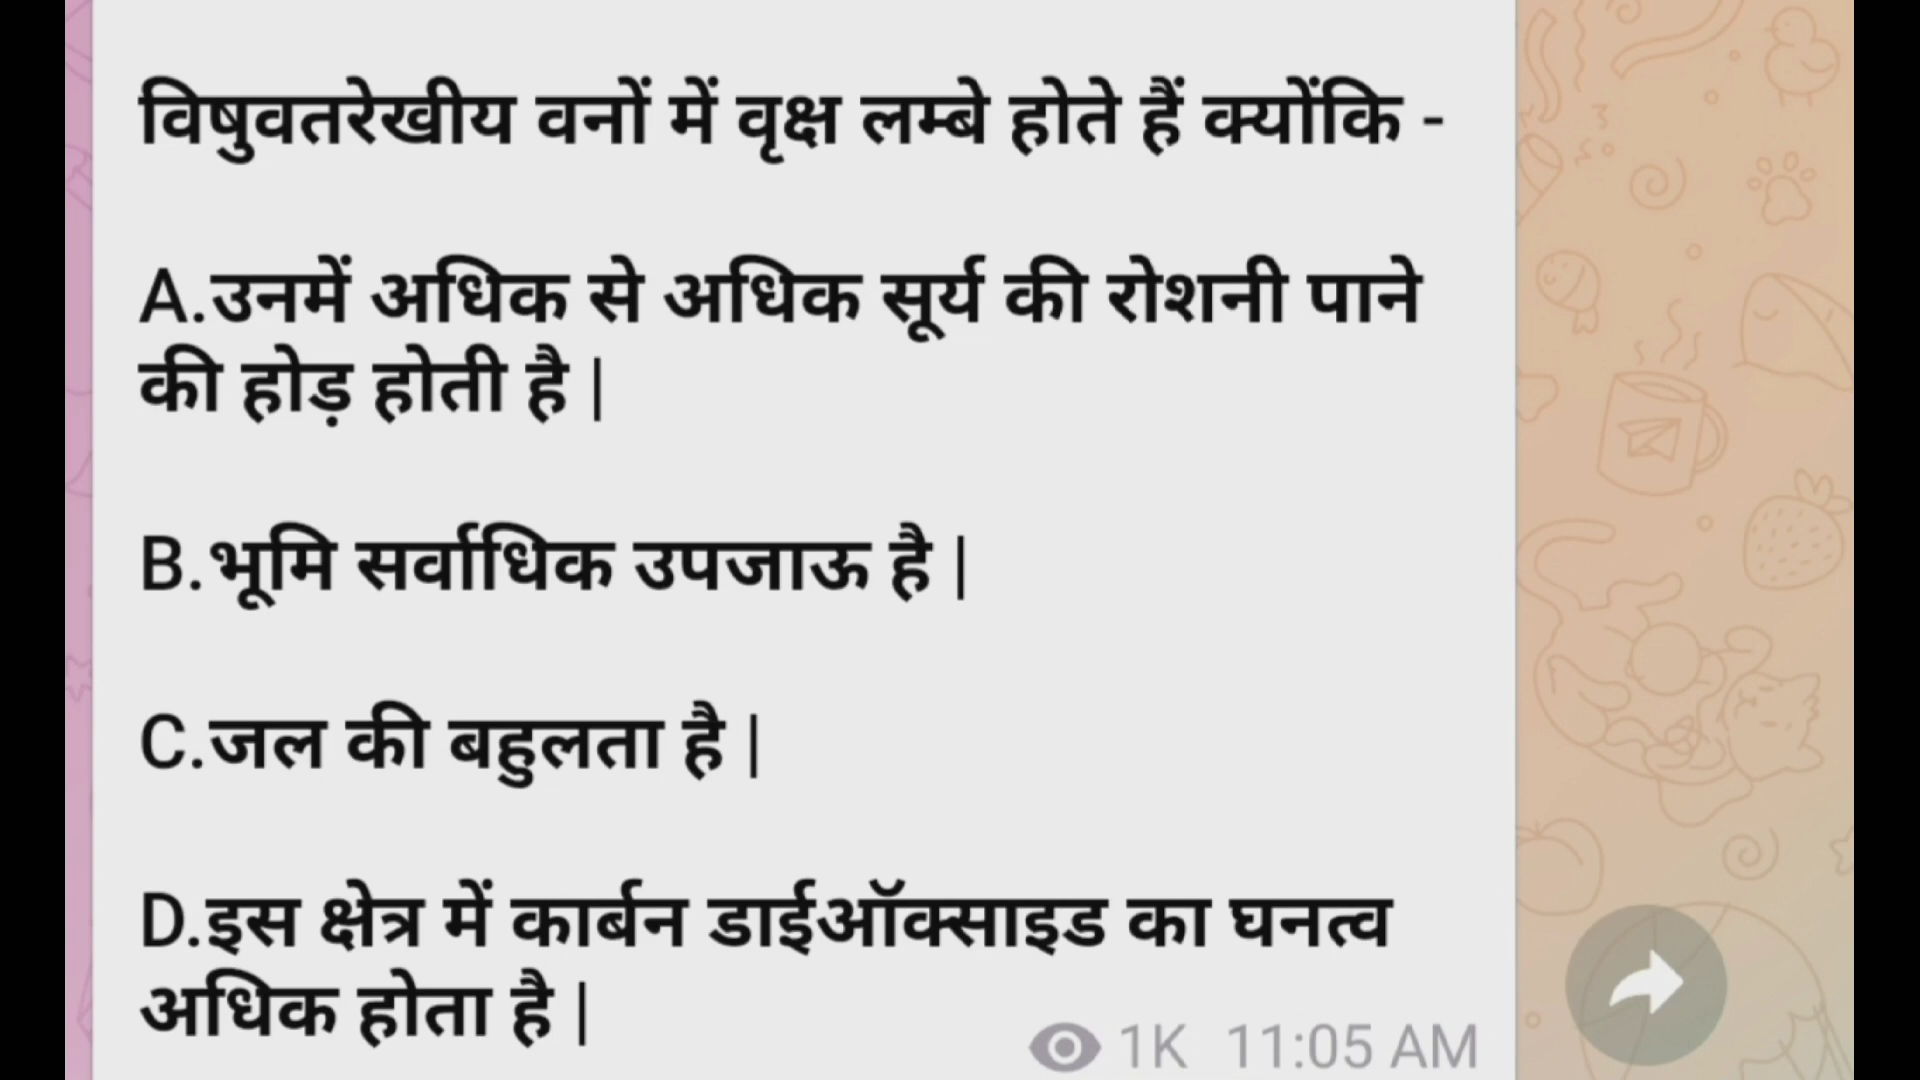 विषुवतरेखीय वनों में वृक्ष लम्बे होते हैं क्योंकि -
A.उनमें अधिक से अधिक सूर्य की रोशनी पाने
की होड़ होती है |
B.भूमि सर्वाधिक उपजाऊ है |
C.जल की बहुलता है |
D.इस क्षेत्र में कार्बन डाईऑक्साइड का घनत्व
अधिक होता है |
1K 11:05 AM